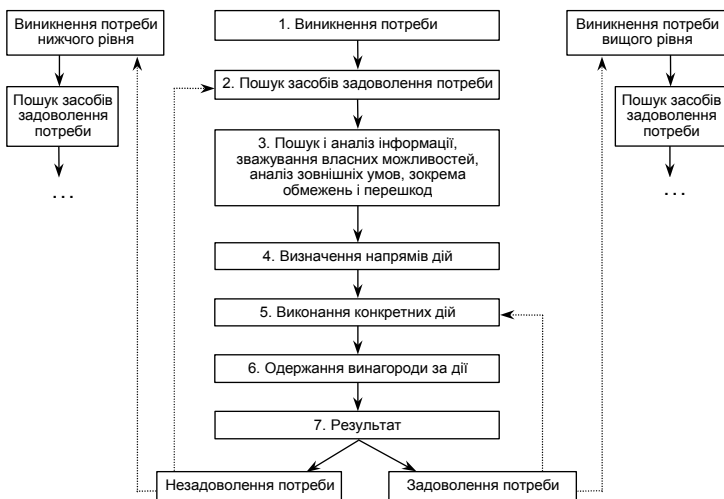 Виникнення потреби
нижчого рівня
Пошук засобів
задоволення
потреби
...
1. Виникнення потреби
2. Пошук засобів задоволення потреби
3. Пошук і аналіз інформації,
зважування власних можливостей,
аналіз зовнішніх умов, зокрема
обмежень і перешкод
4. Визначення напрямів дій
5. Виконання конкретних дій
6. Одержання винагороди за дії
7. Результат
Незадоволення потреби
Задоволення потреби
Виникнення потреби
вищого рівня
Пошук засобів
задоволення
потреби
...